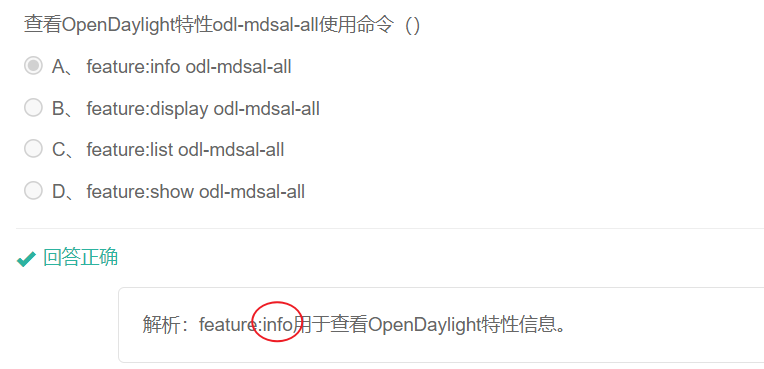 查看OpenDaylight特性odl-mdsal-all使用命令（）
A、 feature:info odl-mdsal-all
B、 feature:display odl-mdsal-all
C、 feature:list odl-mdsal-all
D、 feature:show odl-mdsal-all
回答正确
解析：feature:info用于查看OpenDaylight特性信息。